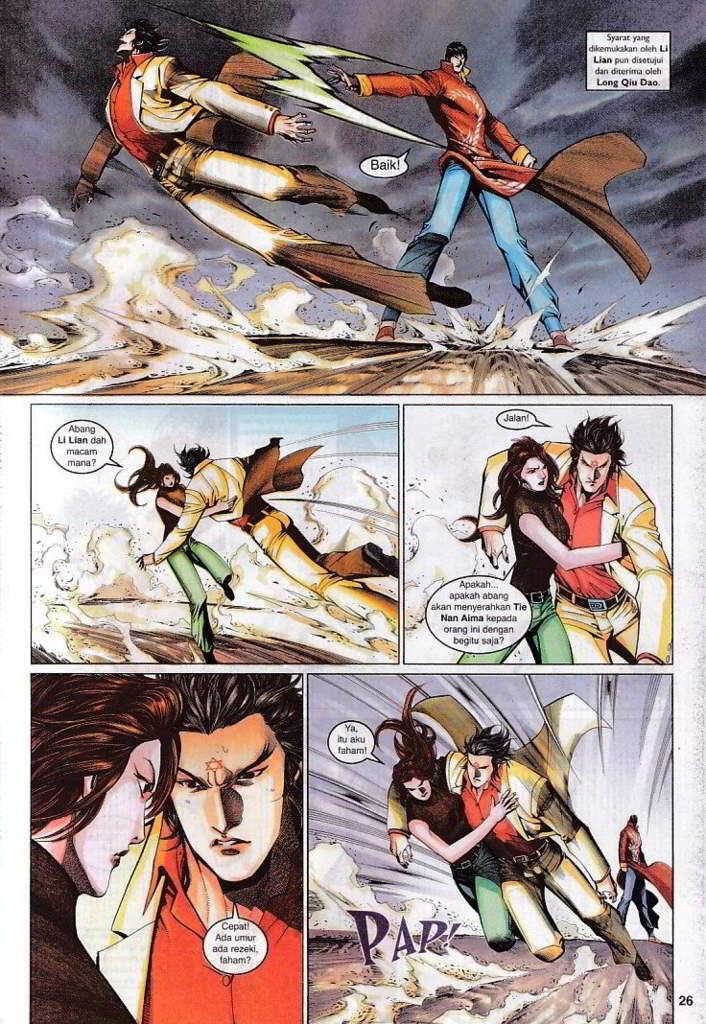 Syarat yang
dikemukakan oleh Li
Lian pun disetujui
dan diterima oleh
Long Qiu Dao.
Baik!
Abang
Li Lian dah
macam
mana?
Jalan!
Apakah...
apakah abang
akan menyerahkan Tie
Nan Aima kepada
orang ini dengan
begitu saja?
Cepat!
Ada umur
ada rezeki,
faham?
Ya,
itu aku
faham!
PAP!
26